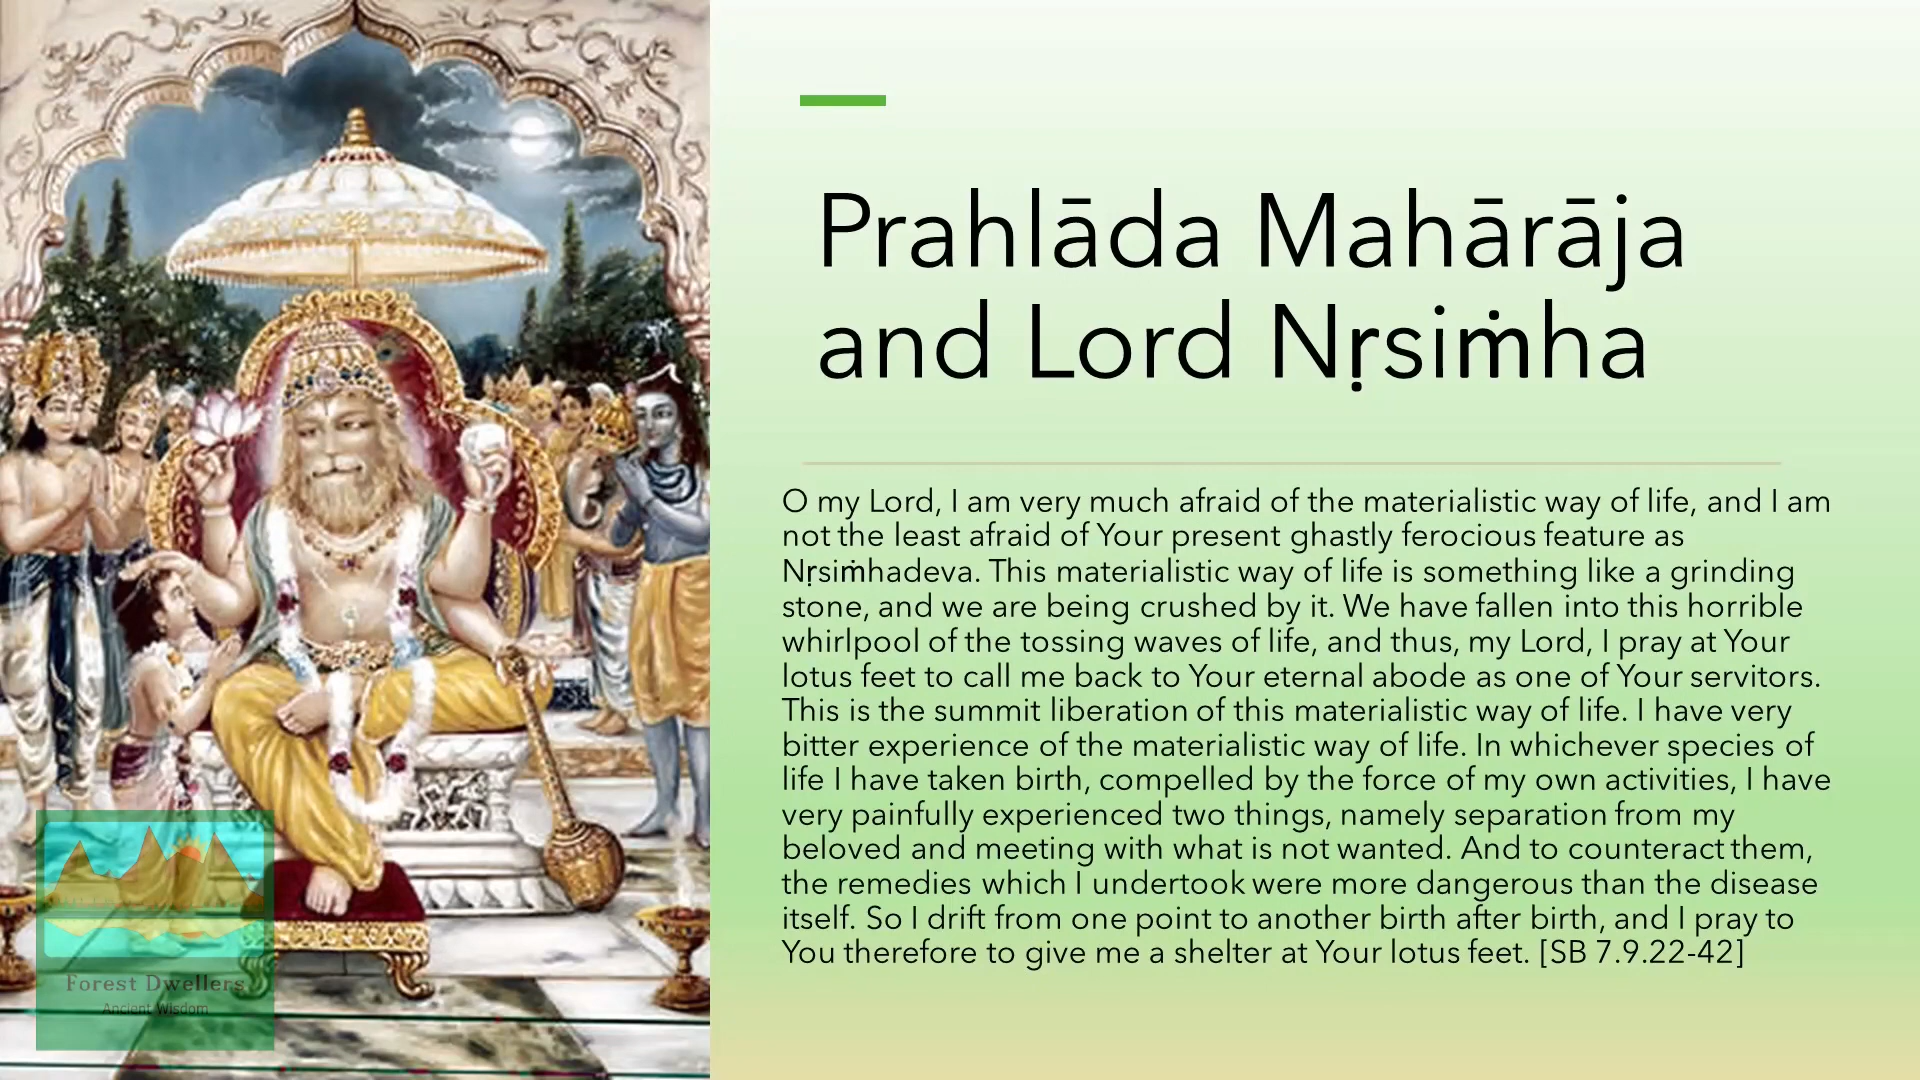 Prahlāda Mahārāja
and Lord Nṛsiṁha
O my Lord, I am very much afraid of the materialistic way of life, and I am
not the least afraid of Your present ghastly ferocious feature as
Nṛsiṁhadeva. This materialistic way of life is something like a grinding
stone, and we are being crushed by it. We have fallen into this horrible
whirlpool of the tossing waves of life, and thus, my Lord, I pray at Your
lotus feet to call me back to Your eternal abode as one of Your servitors.
This is the summit liberation of this materialistic way of life. I have very
bitter experience of the materialistic way of life. In whichever species of
life I have taken birth, compelled by the force of my own activities, I have
very painfully experienced two things, namely separation from my
beloved and meeting with what is not wanted. And to counteract them,
the remedies which I undertook were more dangerous than the disease
itself. So I drift from one point to another birth after birth, and I pray to
You therefore to give me a shelter at Your lotus feet. [SB 7.9.22-42]
Forest Dwellers
Ancient Wisdom